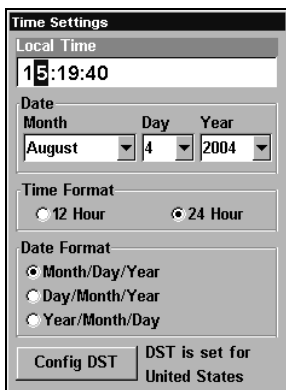 Time Settings
Local Time
15:19:40
Date
Month Day Year
August 4 2004
Time Format
12 Hour 24 Hour
Date Format
Month/Day/Year
Day/Month/Year
Year/Month/Day
Config DST DST is set for
United States